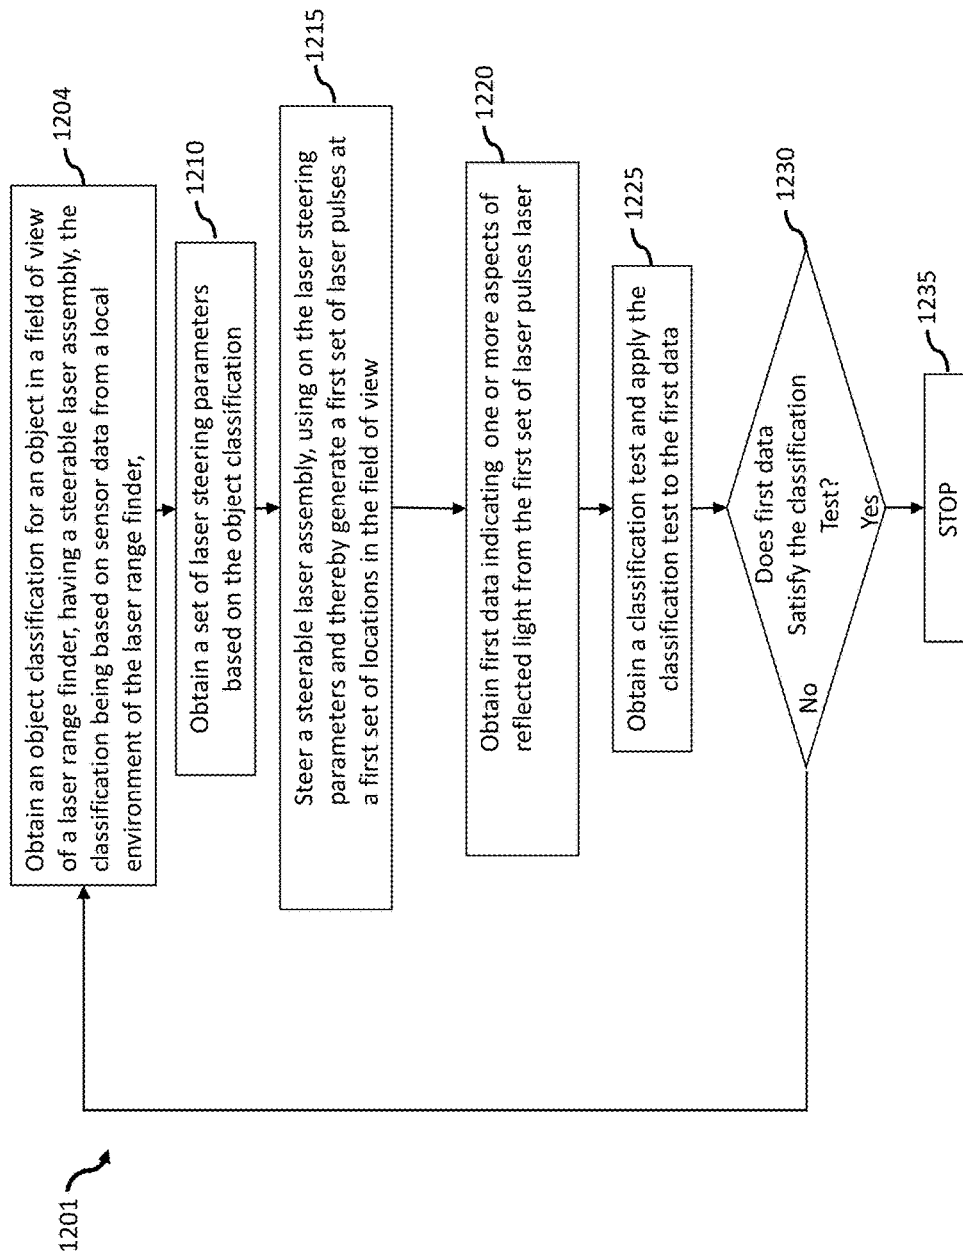 1201
Obtain an object classification for an object in a field of view
of a laser range finder, having a steerable laser assembly, the
classification being based on sensor data from a local
environment of the laser range finder,
1204
Obtain a set of laser steering parameters
based on the object classification
1210
Steer a steerable laser assembly, using on the laser steering
parameters and thereby generate a first set of laser pulses at
a first set of locations in the field of view
1215
Obtain first data indicating one or more aspects of
reflected light from the first set of laser pulses laser
1220
Obtain a classification test and apply the
classification test to the first data
1225
Does first data
Satisfy the classification
Test?
1230
No
Yes
STOP
1235